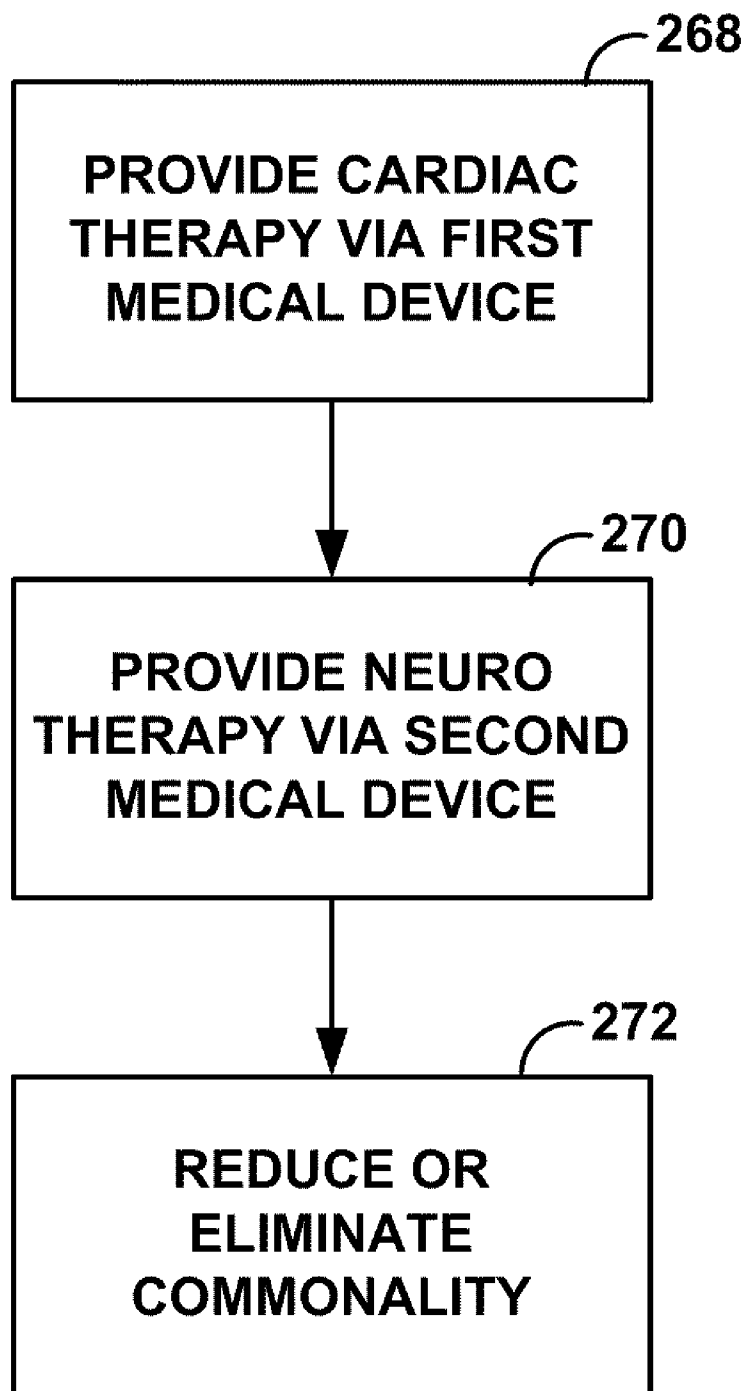 268
PROVIDE CARDIAC
THERAPY VIA FIRST
MEDICAL DEVICE
270
PROVIDE NEURO
THERAPY VIA SECOND
MEDICAL DEVICE
272
REDUCE OR
ELIMINATE
COMMONALITY